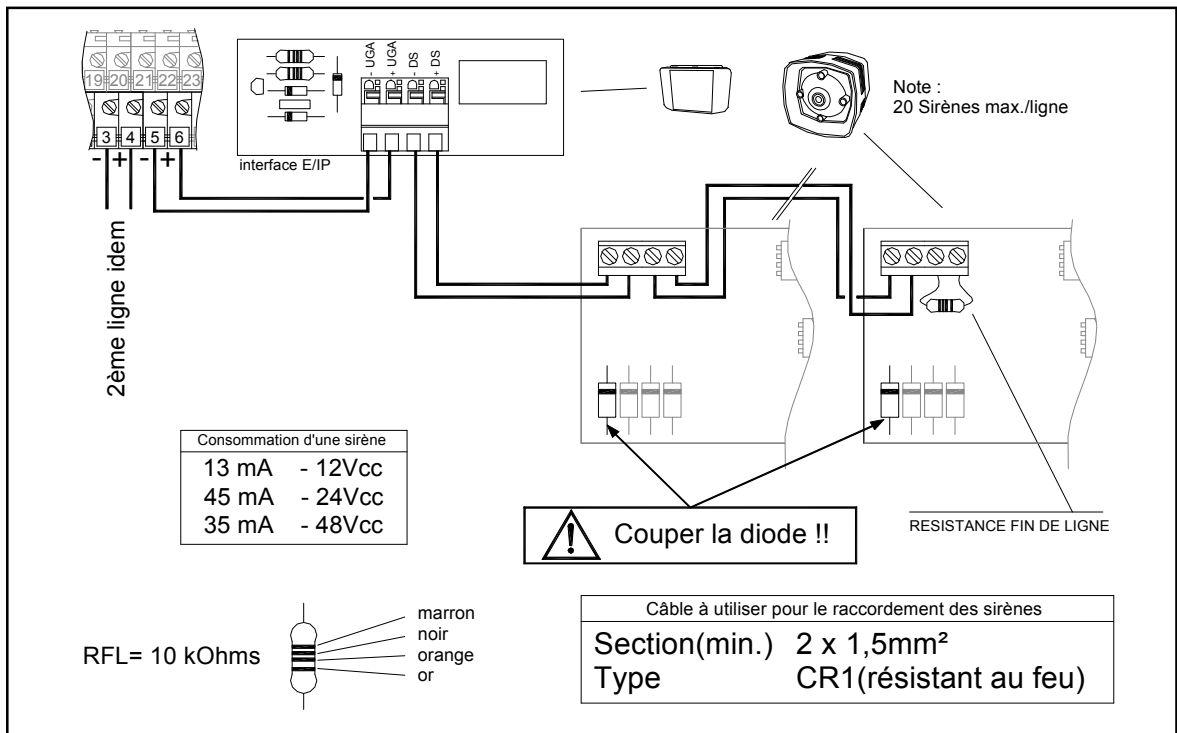 19 20 21 22 23
3 4 5 6
- + - +
2ème ligne idem
- UGA
+ UGA
- DS
+ DS
interface E/IP
Note :
20 Sirènes max./ligne
Consommation d'une sirène
13 mA - 12Vcc
45 mA - 24Vcc
35 mA - 48Vcc
Couper la diode !!
RESISTANCE FIN DE LIGNE
RFL= 10 kOhms
marron
noir
orange
or
Câble à utiliser pour le raccordement des sirènes
Section(min.) 2 x 1,5mm²
Type CR1(résistant au feu)